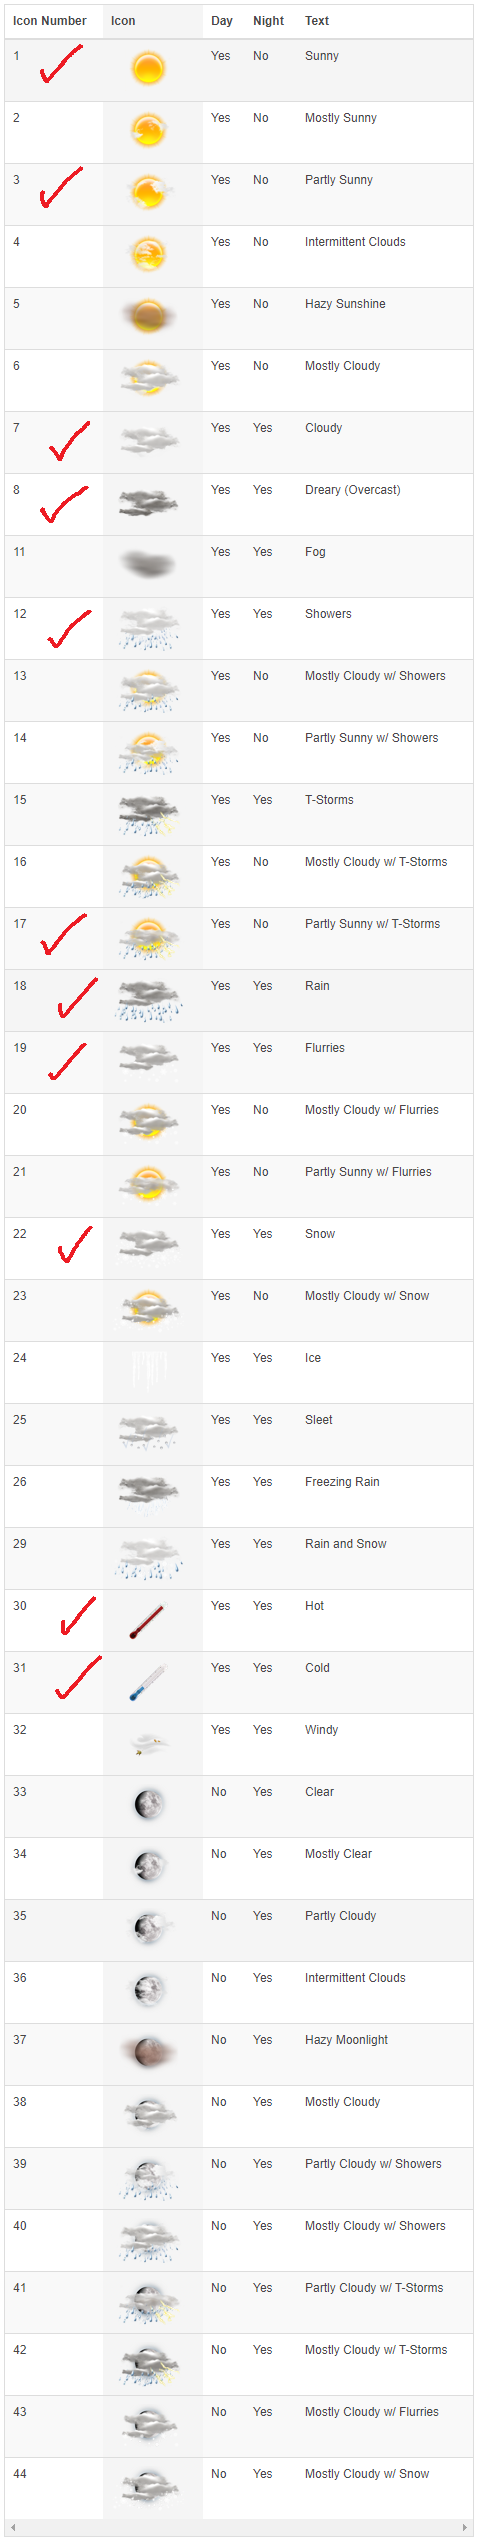 Icon Number Icon Day Night Text
1 Yes No Sunny
2 Yes No Mostly Sunny
3 Yes No Partly Sunny
4 Yes No Intermittent Clouds
5 Yes No Hazy Sunshine
6 Yes No Mostly Cloudy
7 Yes Yes Cloudy
8 Yes Yes Dreary (Overcast)
11 Yes Yes Fog
12 Yes Yes Showers
13 Yes No Mostly Cloudy w/ Showers
14 Yes No Partly Sunny w/ Showers
15 Yes Yes T-Storms
16 Yes No Mostly Cloudy w/ T-Storms
17 Yes No Partly Sunny w/ T-Storms
18 Yes Yes Rain
19 Yes Yes Flurries
20 Yes No Mostly Cloudy w/ Flurries
21 Yes No Partly Sunny w/ Flurries
22 Yes Yes Snow
23 Yes No Mostly Cloudy w/ Snow
24 Yes Yes Ice
25 Yes Yes Sleet
26 Yes Yes Freezing Rain
29 Yes Yes Rain and Snow
30 Yes Yes Hot
31 Yes Yes Cold
32 Yes Yes Windy
33 No Yes Clear
34 No Yes Mostly Clear
35 No Yes Partly Cloudy
36 No Yes Intermittent Clouds
37 No Yes Hazy Moonlight
38 No Yes Mostly Cloudy
39 No Yes Partly Cloudy w/ Showers
40 No Yes Mostly Cloudy w/ Showers
41 No Yes Partly Cloudy w/ T-Storms
42 No Yes Mostly Cloudy w/ T-Storms
43 No Yes Mostly Cloudy w/ Flurries
44 No Yes Mostly Cloudy w/ Snow